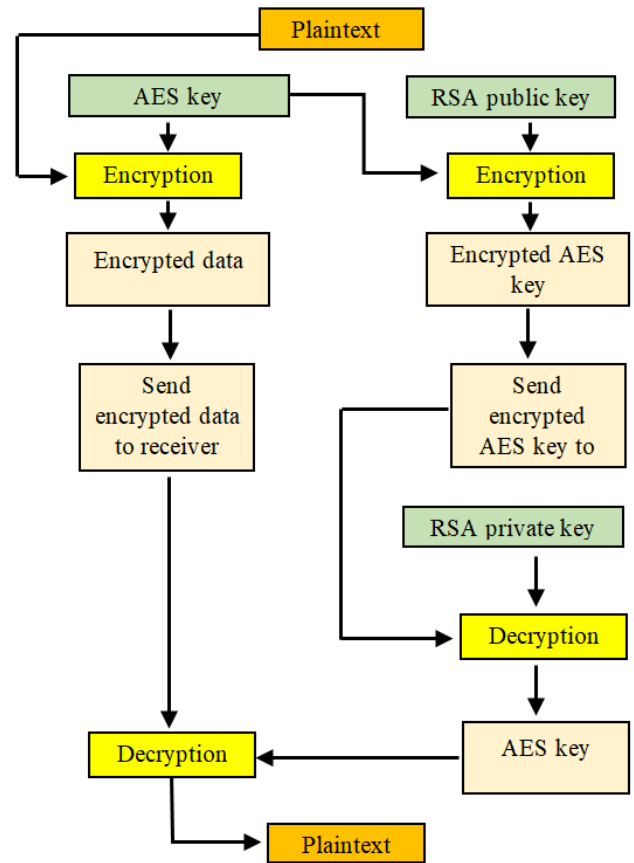 Plaintext
AES key
RSA public key
Encryption
Encryption
Encrypted data
Encrypted AES
key
Send
encrypted data
to receiver
Send
encrypted
AES key to
RSA private key
Decryption
AES key
Decryption
Plaintext